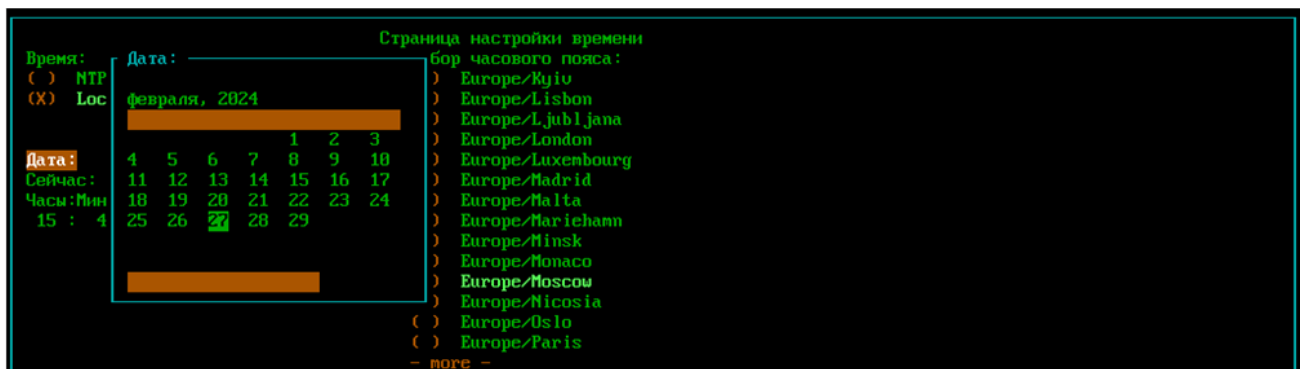 Страница настройки времени
Время: Дата: бор часового пояса:
( ) NTP ) Europe/Kyiv
(X) Loc февраля, 2024 ) Europe/Lisbon
) Europe/Ljubljana
1 2 3 ) Europe/London
Дата: 4 5 6 7 8 9 10 ) Europe/Luxembourg
Сейчас: 11 12 13 14 15 16 17 ) Europe/Madrid
Часы:Мин 18 19 20 21 22 23 24 ) Europe/Malta
15 : 4 25 26 27 28 29 ) Europe/Mariehamn
) Europe/Minsk
) Europe/Monaco
) Europe/Moscow
) Europe/Nicosia
( ) Europe/Oslo
( ) Europe/Paris
- more -